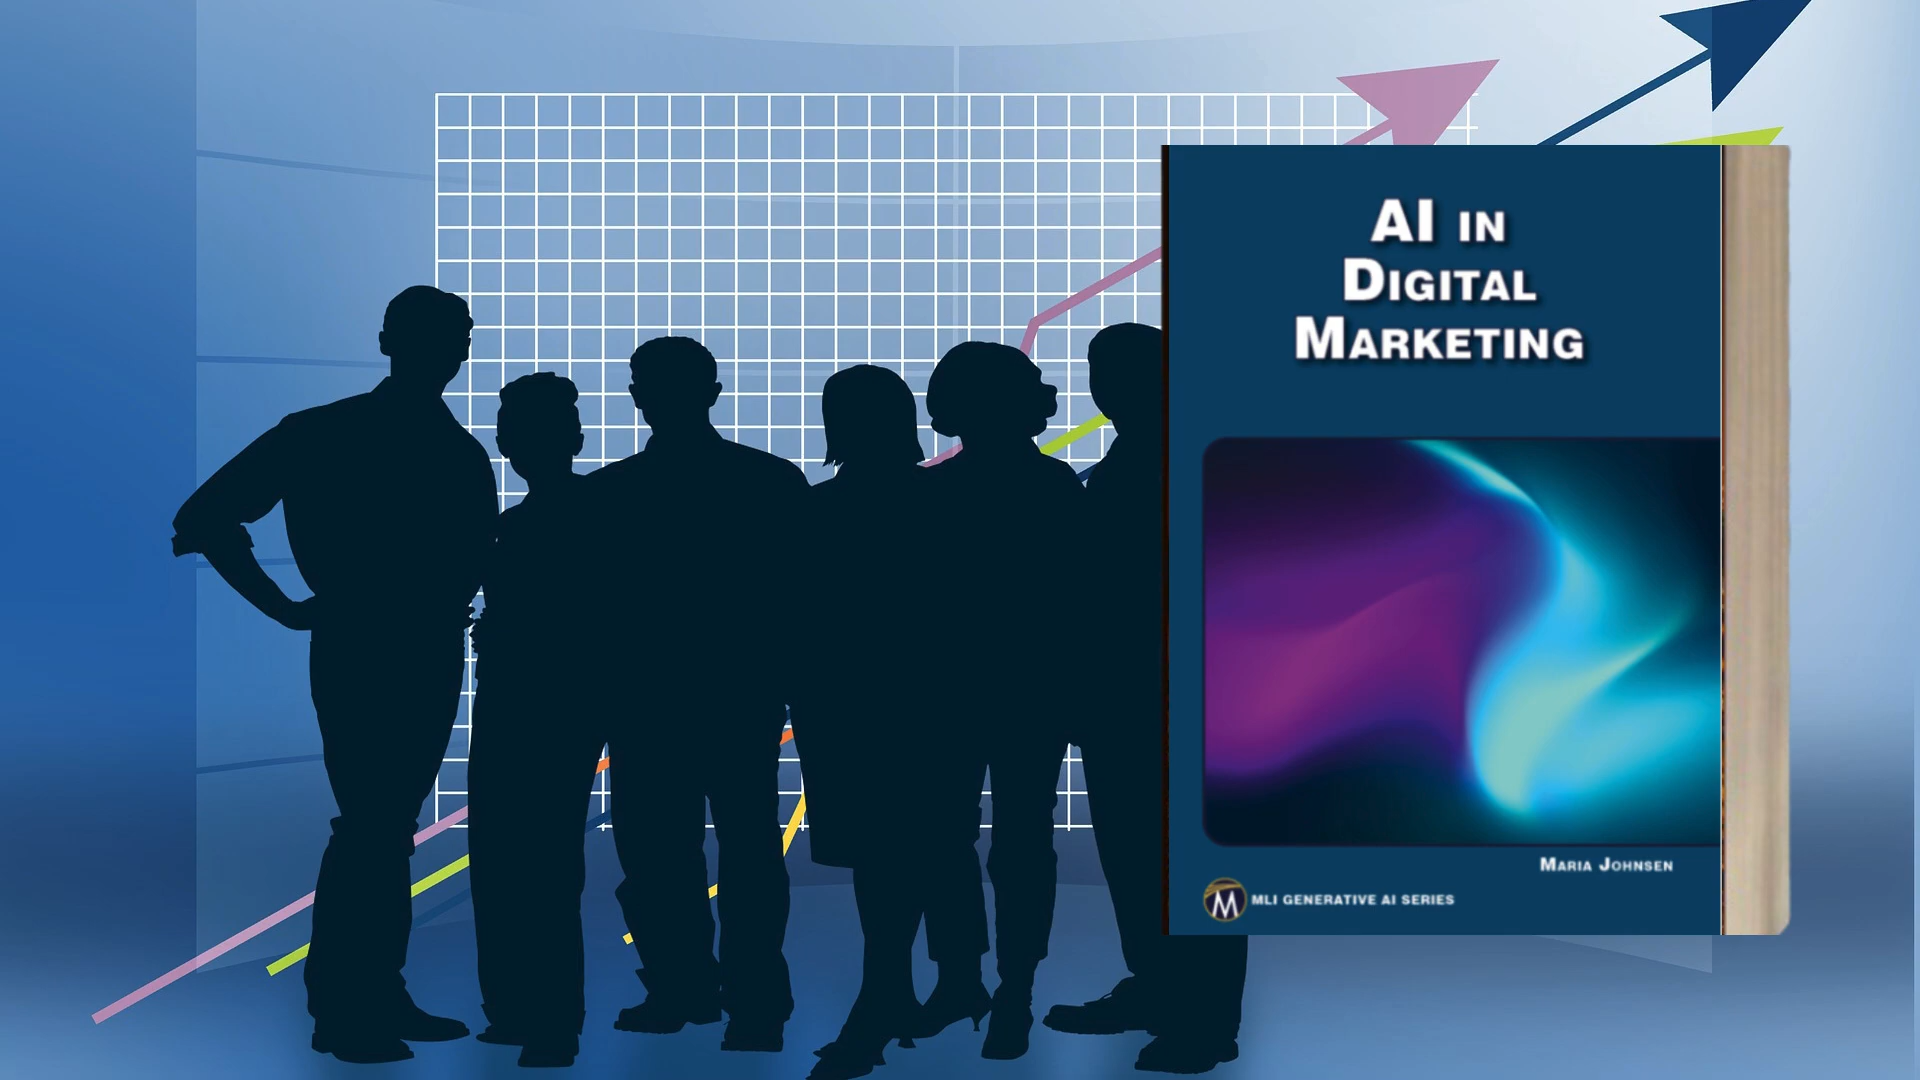 AI IN
DIGITAL
MARKETING
MARIA JOHNSEN
M
MLI GENERATIVE AI SERIES